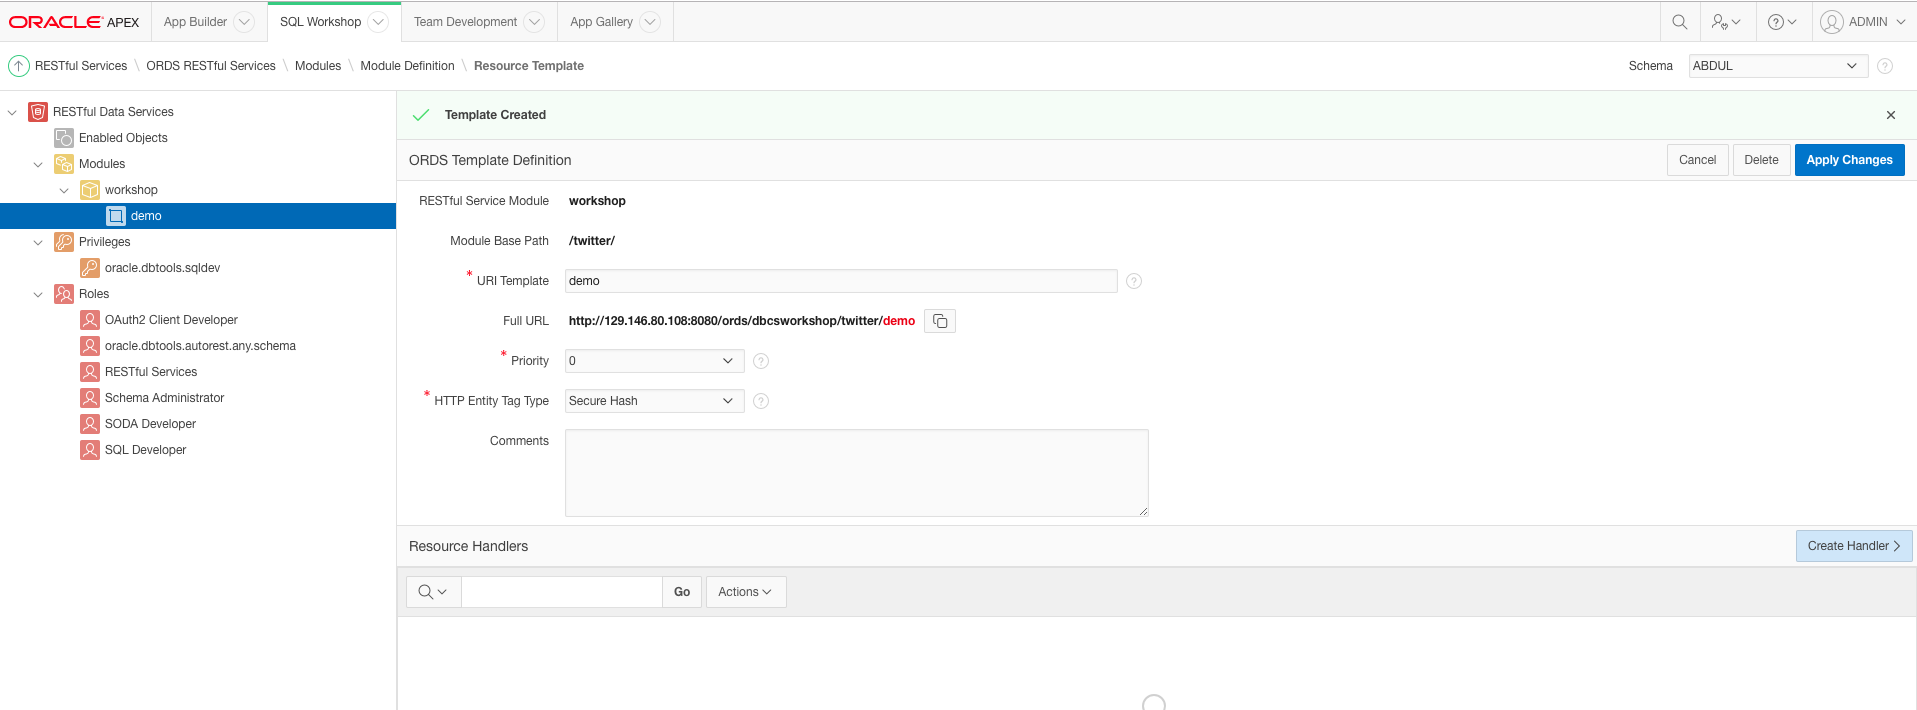 ORACLE APEX App Builder SQL Workshop Team Development App Gallery ? ADMIN
RESTful Services \ ORDS RESTful Services \ Modules \ Module Definition \ Resource Template Schema ABDUL ?
RESTful Data Services
Enabled Objects
Modules
workshop
demo
Privileges
oracle.dbtools.sqldev
Roles
OAuth2 Client Developer
oracle.dbtools.autorest.any.schema
RESTful Services
Schema Administrator
SODA Developer
SQL Developer
Template Created
ORDS Template Definition Cancel Delete Apply Changes
RESTful Service Module workshop
Module Base Path /twitter/
* URI Template demo ?
Full URL http://129.146.80.108:8080/ords/dbcsworkshop/twitter/demo
* Priority 0 ?
* HTTP Entity Tag Type Secure Hash ?
Comments
Resource Handlers Create Handler >
Go Actions